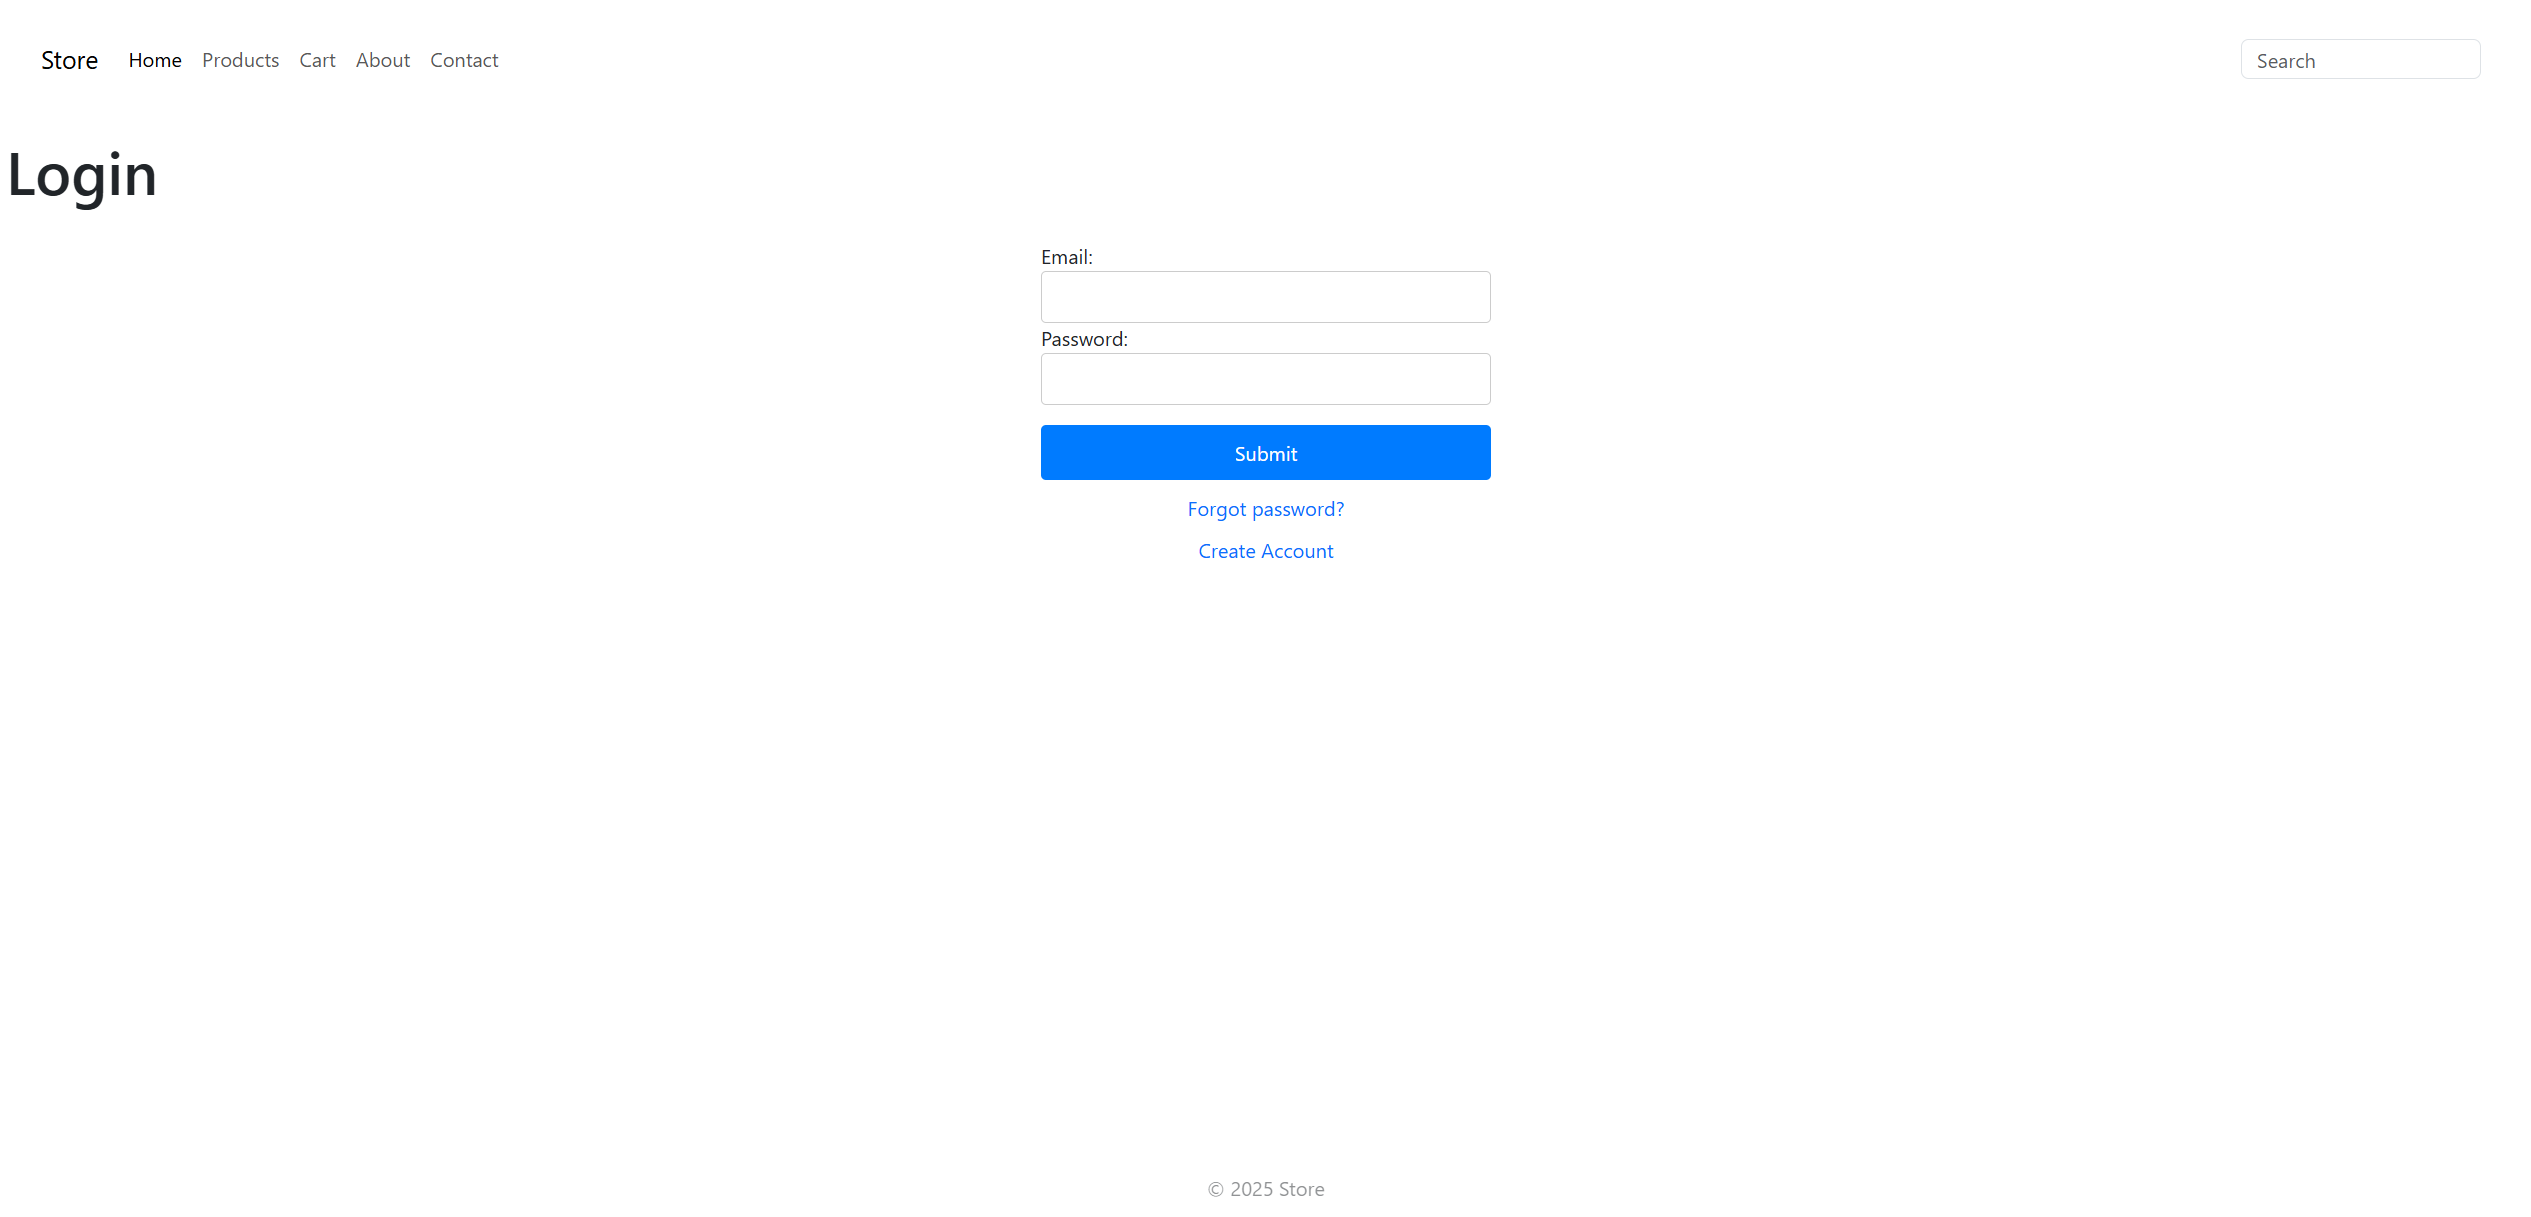 Store Home Products Cart About Contact Search
Login
Email:
Password:
Submit
Forgot password?
Create Account
© 2025 Store